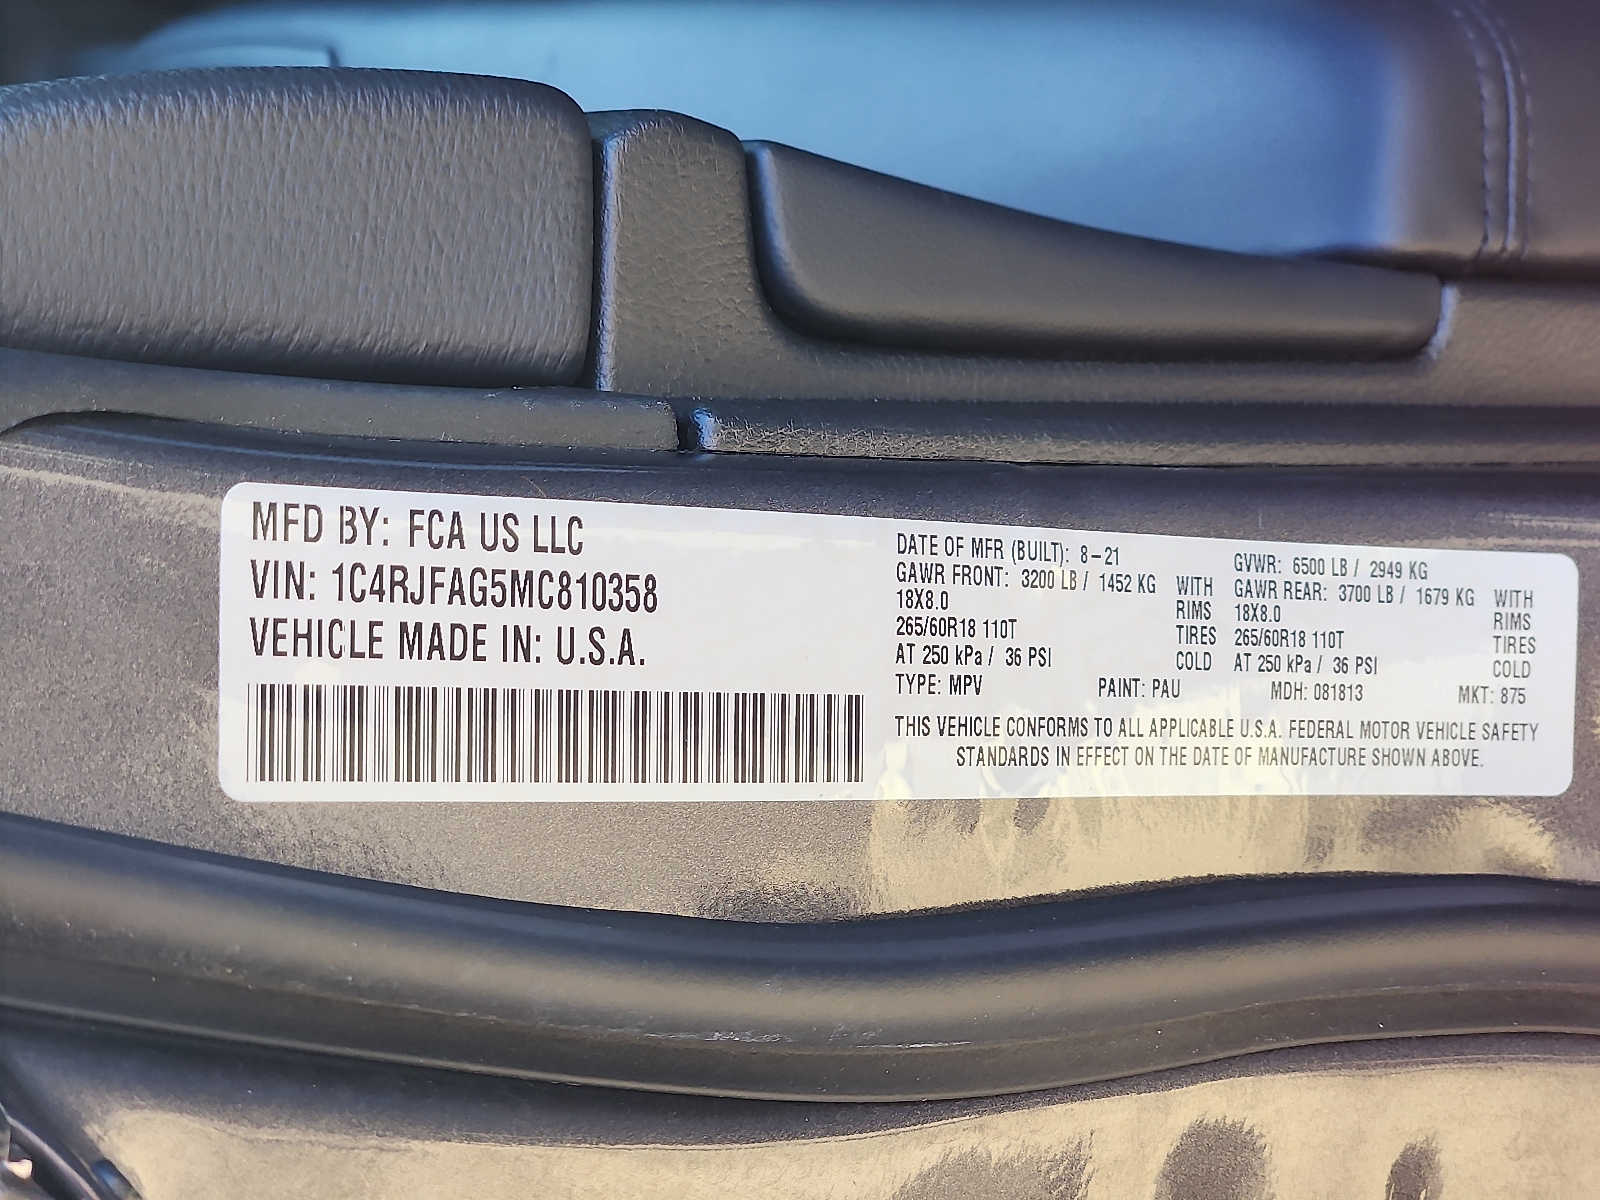 MFD BY: FCA US LLC
VIN: 1C4RJFAG5MC810358
VEHICLE MADE IN: U.S.A.
DATE OF MFR (BUILT): 8-21
GAWR FRONT: 3200 LB / 1452 KG WITH
18X8.0 RIMS
265/60R18 110T TIRES
AT 250 kPa / 36 PSI COLD
GVWR: 6500 LB / 2949 KG
GAWR REAR: 3700 LB / 1679 KG WITH
18X8.0 RIMS
265/60R18 110T TIRES
AT 250 kPa / 36 PSI COLD
TYPE: MPV PAINT: PAU MDH: 081813 MKT: 875
THIS VEHICLE CONFORMS TO ALL APPLICABLE U.S.A. FEDERAL MOTOR VEHICLE SAFETY
STANDARDS IN EFFECT ON THE DATE OF MANUFACTURE SHOWN ABOVE.